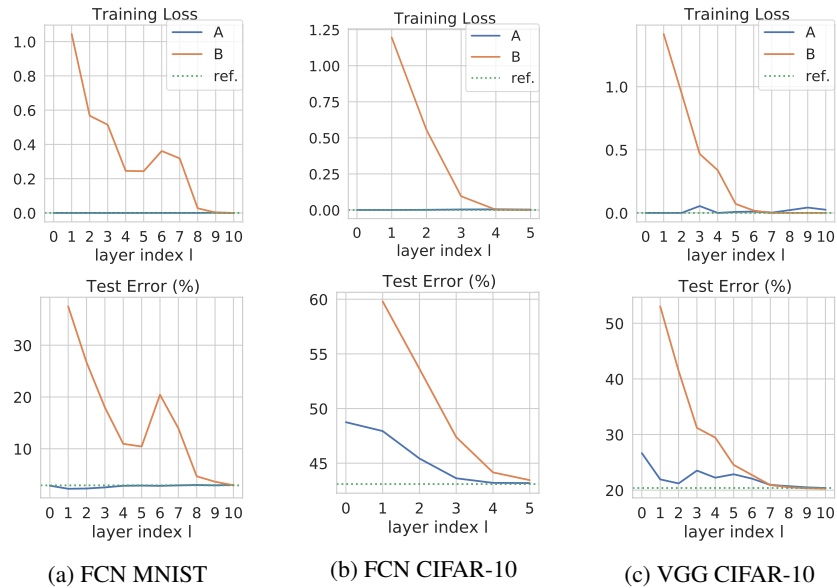 Training Loss
A
B
ref.
1.0
0.8
0.6
0.4
0.2
0.0
0 1 2 3 4 5 6 7 8 9 10
layer index l
Training Loss
A
B
ref.
1.25
1.00
0.75
0.50
0.25
0.00
0 1 2 3 4 5
layer index l
Training Loss
A
B
ref.
1.0
0.5
0.0
0 1 2 3 4 5 6 7 8 9 10
layer index l
Test Error (%)
30
20
10
0 1 2 3 4 5 6 7 8 9 10
layer index l
Test Error (%)
60
55
50
45
0 1 2 3 4 5
layer index l
Test Error (%)
50
40
30
20
0 1 2 3 4 5 6 7 8 9 10
layer index l
(a) FCN MNIST
(b) FCN CIFAR-10
(c) VGG CIFAR-10